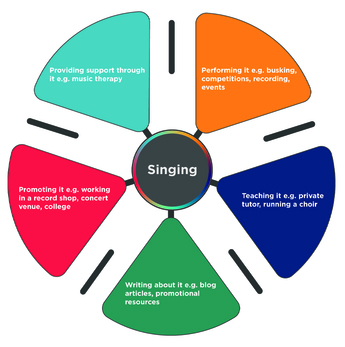 Providing support through
it e.g. music therapy
Performing it e.g. busking,
competitions, recording,
events
Singing
Promoting it e.g. working
in a record shop, concert
venue, college
Teaching it e.g. private
tutor, running a choir
Writing about it e.g. blog
articles, promotional
resources